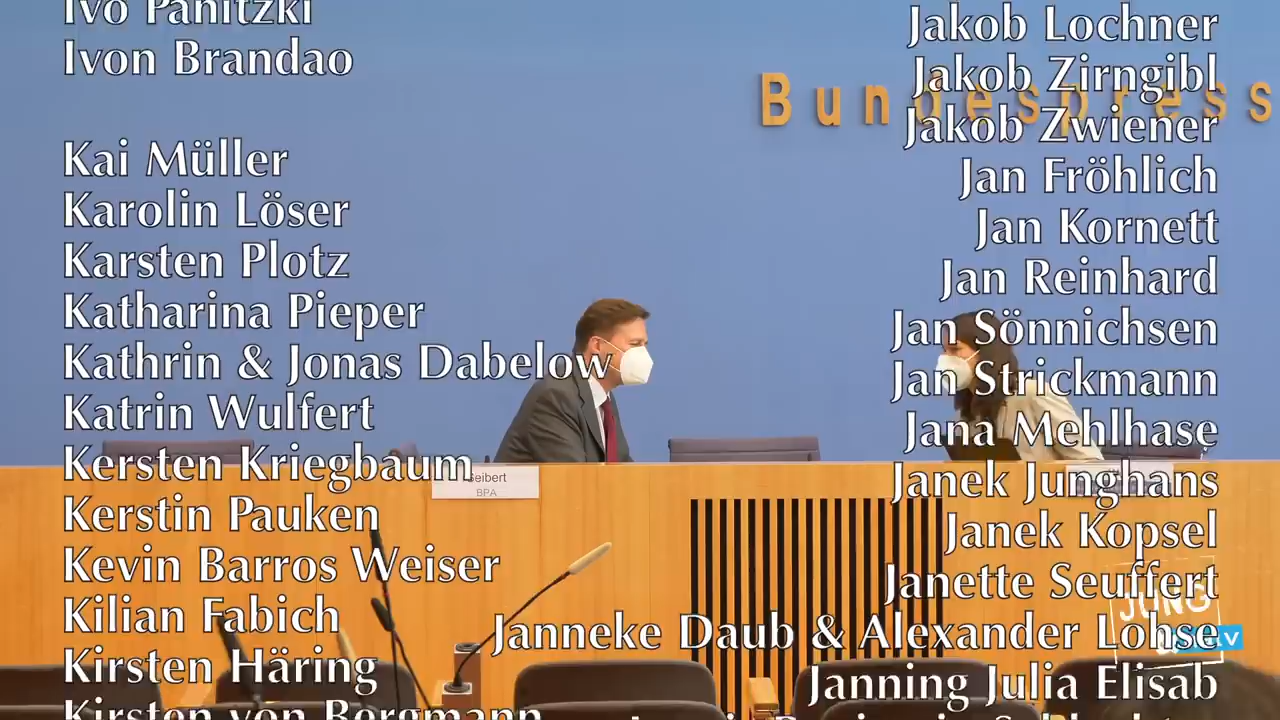 Ivo Panitzki
Ivon Brandao
Kai Müller
Karolin Löser
Karsten Plotz
Katharina Pieper
Kathrin & Jonas Dabelow
Katrin Wulfert
Kersten Kriegbaum
Kerstin Pauken
Kevin Barros Weiser
Kilian Fabich
Kirsten Häring
Kirsten von Bergmann
Jakob Lochner
Jakob Zirngibl
Jakob Zwiener
Jan Fröhlich
Jan Kornett
Jan Reinhard
Jan Sönnichsen
Jan Strickmann
Jana Mehlhase
Janek Junghans
Janek Kopsel
Janette Seuffert
Janneke Daub & Alexander Lohse
Janning Julia Elisab
Bundespress
Seibert
BPA
JUNG